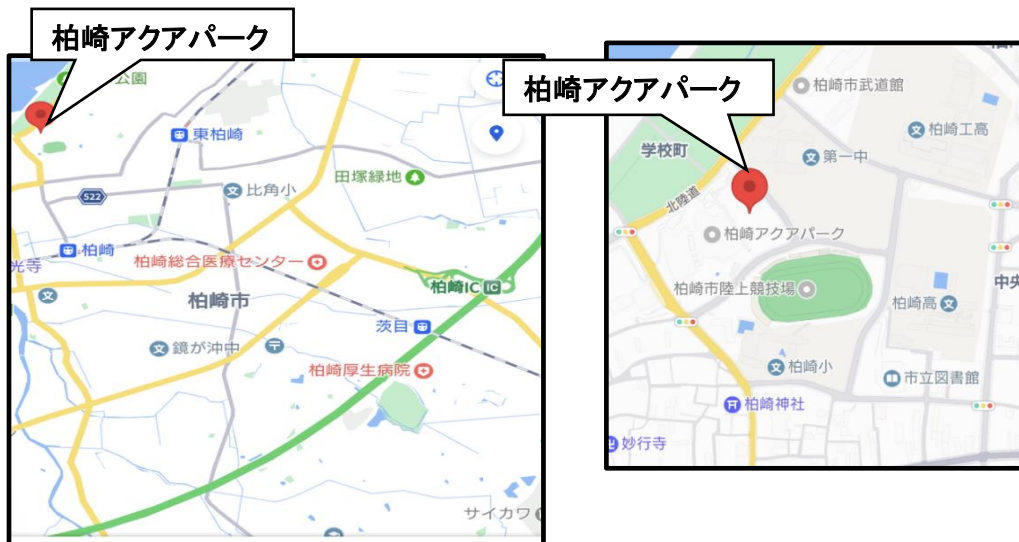 柏崎アクアパーク
公園
東柏崎
田塚緑地
522
比角小
柏崎
光寺
柏崎総合医療センター
柏崎IC IC
柏崎市
茨目
鏡が沖中
柏崎厚生病院
サイカワ
柏崎アクアパーク
柏崎市武道館
柏崎工高
学校町
第一中
北陸道
柏崎アクアパーク
柏崎市陸上競技場
中央
柏崎高
柏崎小
市立図書館
柏崎神社
妙行寺